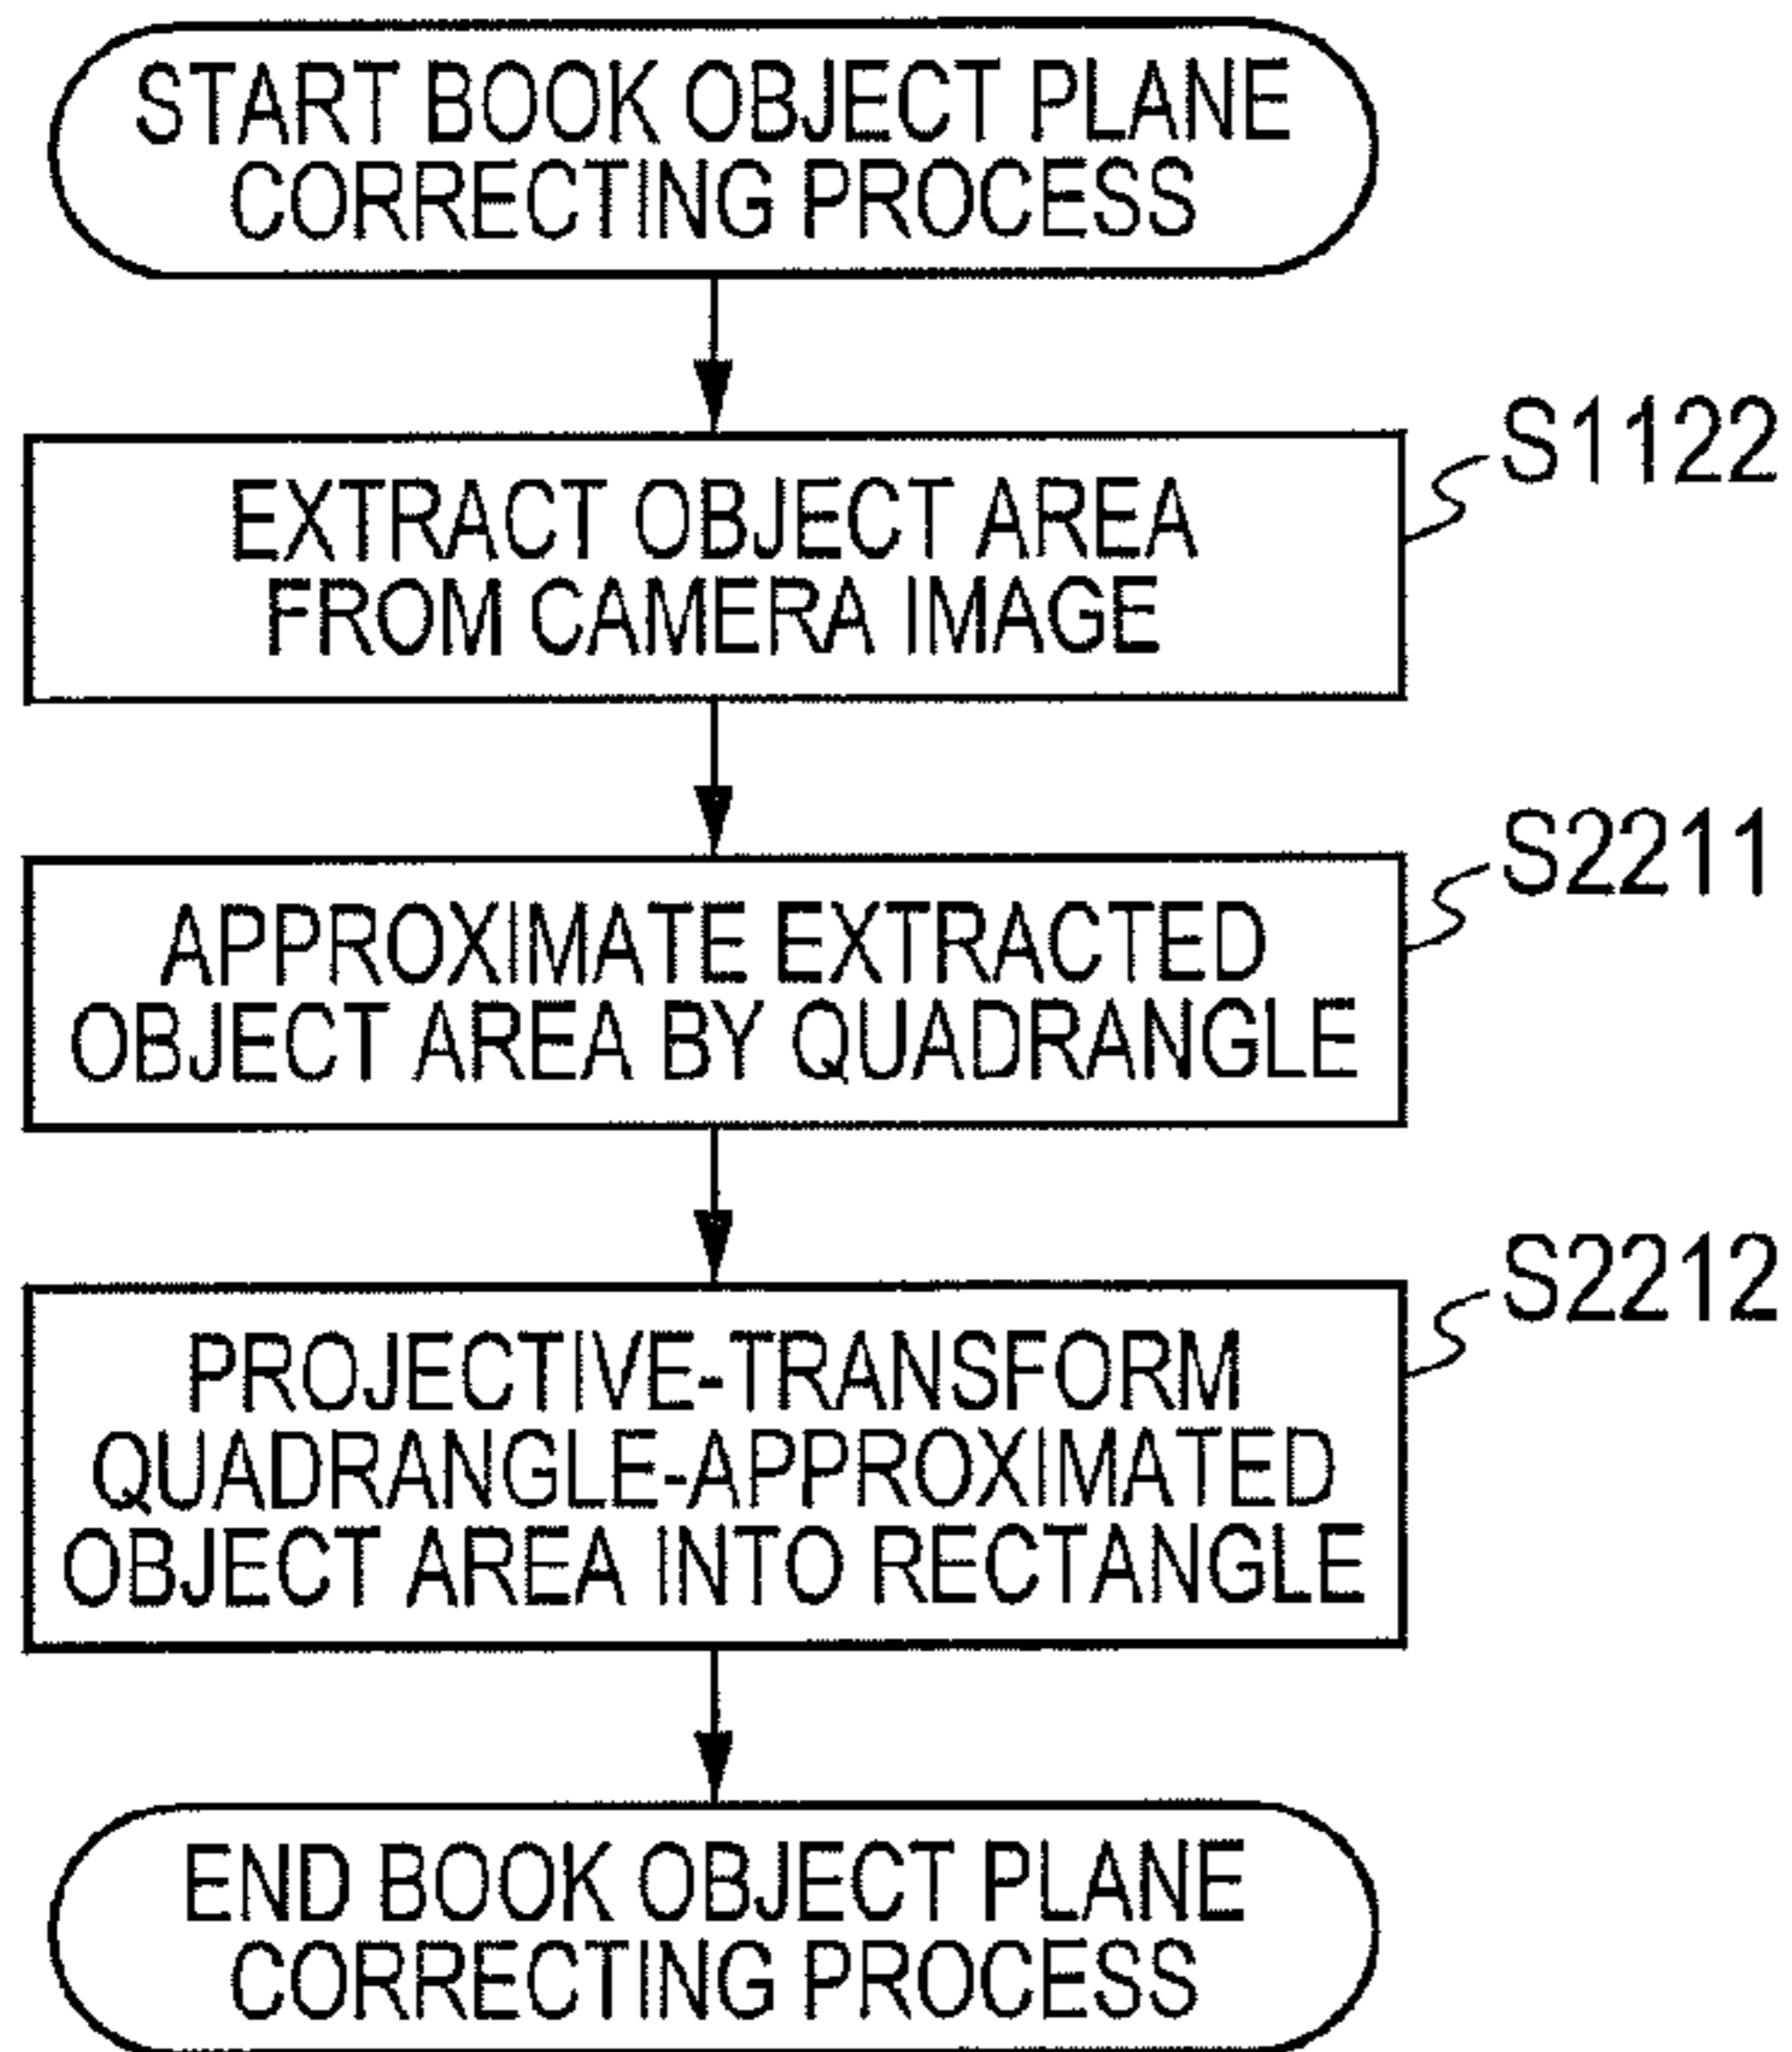 START BOOK OBJECT PLANE
CORRECTING PROCESS
S1122
EXTRACT OBJECT AREA
FROM CAMERA IMAGE
S2211
APPROXIMATE EXTRACTED
OBJECT AREA BY QUADRANGLE
S2212
PROJECTIVE-TRANSFORM
QUADRANGLE-APPROXIMATED
OBJECT AREA INTO RECTANGLE
END BOOK OBJECT PLANE
CORRECTING PROCESS